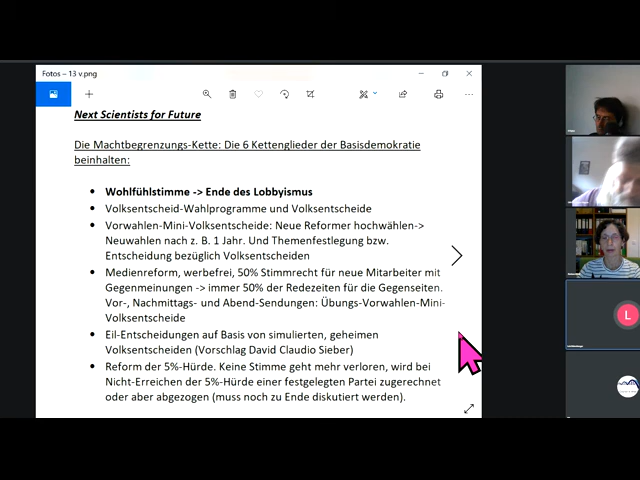 Fotos – 13 v.png
Next Scientists for Future
Die Machtbegrenzungs-Kette: Die 6 Kettenglieder der Basisdemokratie
beinhalten:
• Wohlfühlstimme -> Ende des Lobbyismus
• Volksentscheid-Wahlprogramme und Volksentscheide
• Vorwahlen-Mini-Volksentscheide: Neue Reformer hochwählen->
Neuwahlen nach z. B. 1 Jahr. Und Themenfestlegung bzw.
Entscheidung bezüglich Volksentscheiden
• Medienreform, werbefrei, 50% Stimmrecht für neue Mitarbeiter mit
Gegenmeinungen -> immer 50% der Redezeiten für die Gegenseiten.
Vor-, Nachmittags- und Abend-Sendungen: Übungs-Vorwahlen-Mini-
Volksentscheide
• Eil-Entscheidungen auf Basis von simulierten, geheimen
Volksentscheiden (Vorschlag David Claudio Sieber)
• Reform der 5%-Hürde. Keine Stimme geht mehr verloren, wird bei
Nicht-Erreichen der 5%-Hürde einer festgelegten Partei zugerechnet
oder aber abgezogen (muss noch zu Ende diskutiert werden).
L